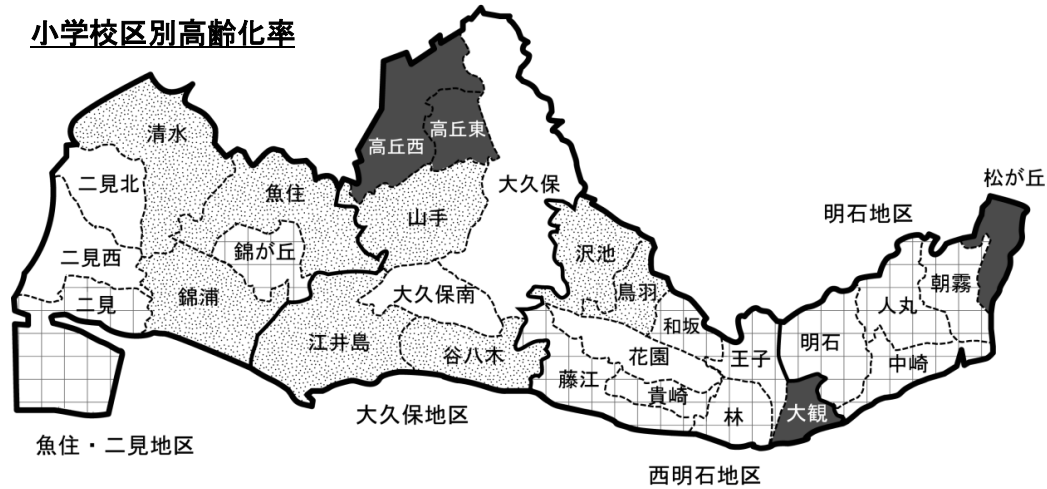 小学校区別高齢化率
清水
二見北
二見西
二見
魚住
錦が丘
錦浦
高丘西
高丘東
山手
大久保
大久保南
江井島
谷八木
沢池
鳥羽
和坂
花園
藤江
貴崎
王子
林
明石
人丸
朝霧
中崎
大観
松が丘
明石地区
大久保地区
魚住・二見地区
西明石地区